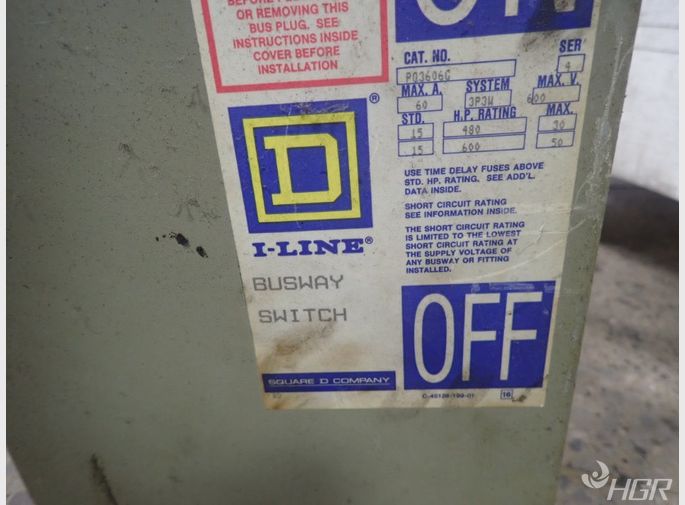 OR REMOVING THIS
BUS PLUG. SEE
INSTRUCTIONS INSIDE
COVER BEFORE
INSTALLATION
ON
CAT. NO.
SER
PQ3606G
4
MAX. A.
SYSTEM
MAX. V.
60
3P3W
600
STD.
H.P. RATING
MAX.
15
480
30
15
600
50
USE TIME DELAY FUSES ABOVE
STD. HP. RATING. SEE ADD'L.
DATA INSIDE.
SHORT CIRCUIT RATING
SEE INFORMATION INSIDE.
THE SHORT CIRCUIT RATING
IS LIMITED TO THE LOWEST
SHORT CIRCUIT RATING AT
THE SUPPLY VOLTAGE OF
ANY BUSWAY OR FITTING
INSTALLED.
D ®
I-LINE®
BUSWAY
SWITCH
SQUARE D COMPANY
OFF
16
HGR